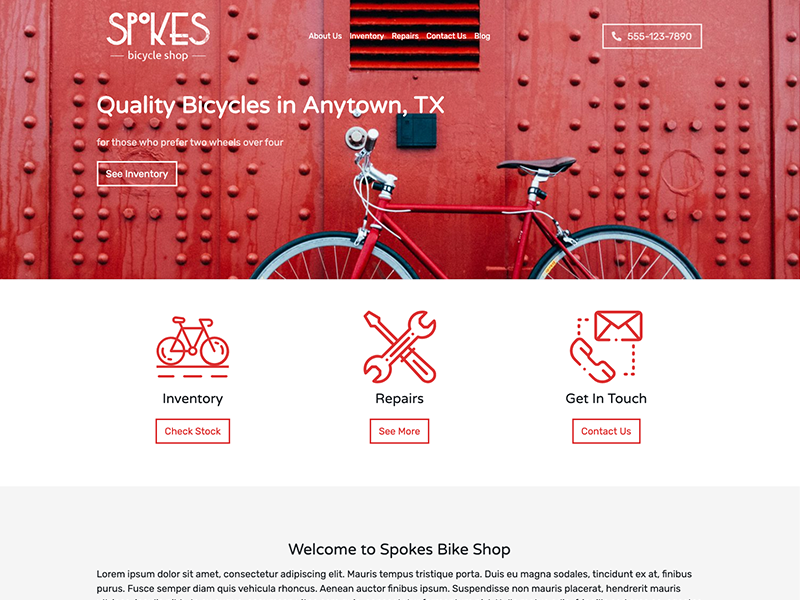 SPOKES
bicycle shop
About Us Inventory Repairs Contact Us Blog
555-123-7890
Quality Bicycles in Anytown, TX
for those who prefer two wheels over four
See Inventory
Inventory Repairs Get In Touch
Check Stock See More Contact Us
Welcome to Spokes Bike Shop
Lorem ipsum dolor sit amet, consectetur adipiscing elit. Mauris tempus tristique porta. Duis eu magna sodales, tincidunt ex at, finibus
purus. Fusce semper diam quis vehicula rhoncus. Aenean auctor finibus ipsum. Suspendisse non mauris placerat, hendrerit mauris